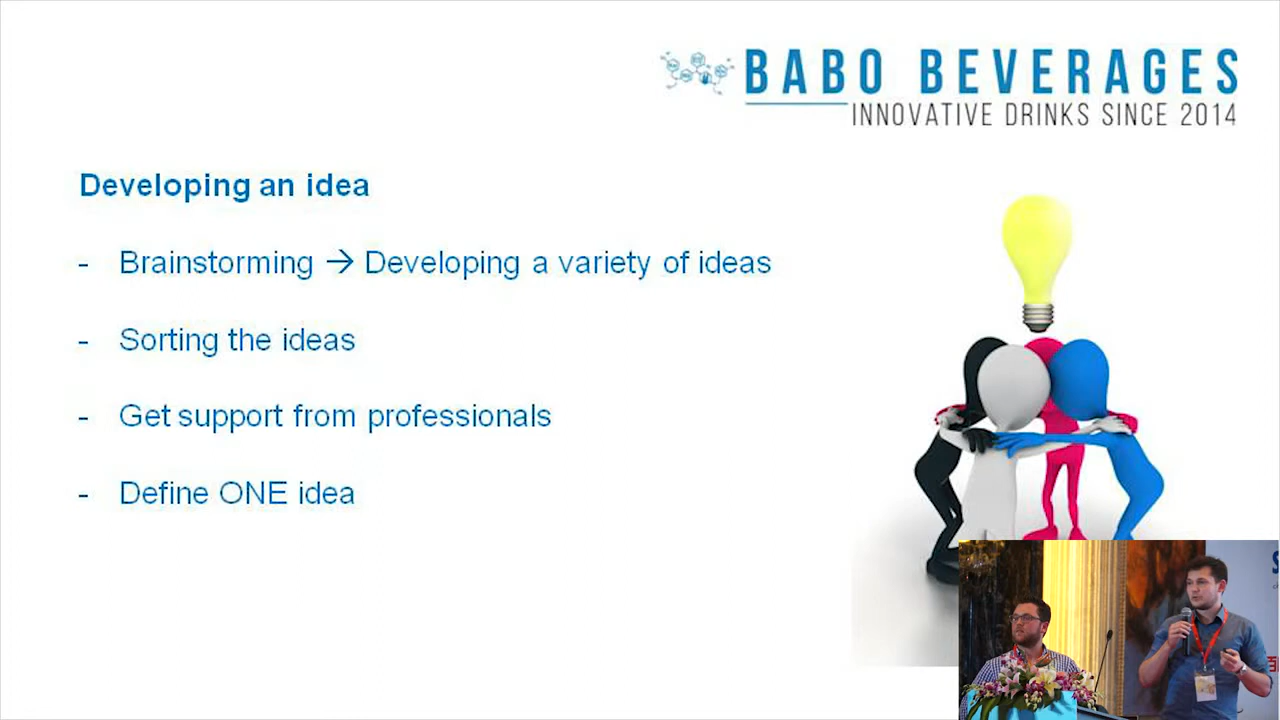 BABO BEVERAGES
INNOVATIVE DRINKS SINCE 2014
Developing an idea
- Brainstorming → Developing a variety of ideas
- Sorting the ideas
- Get support from professionals
- Define ONE idea